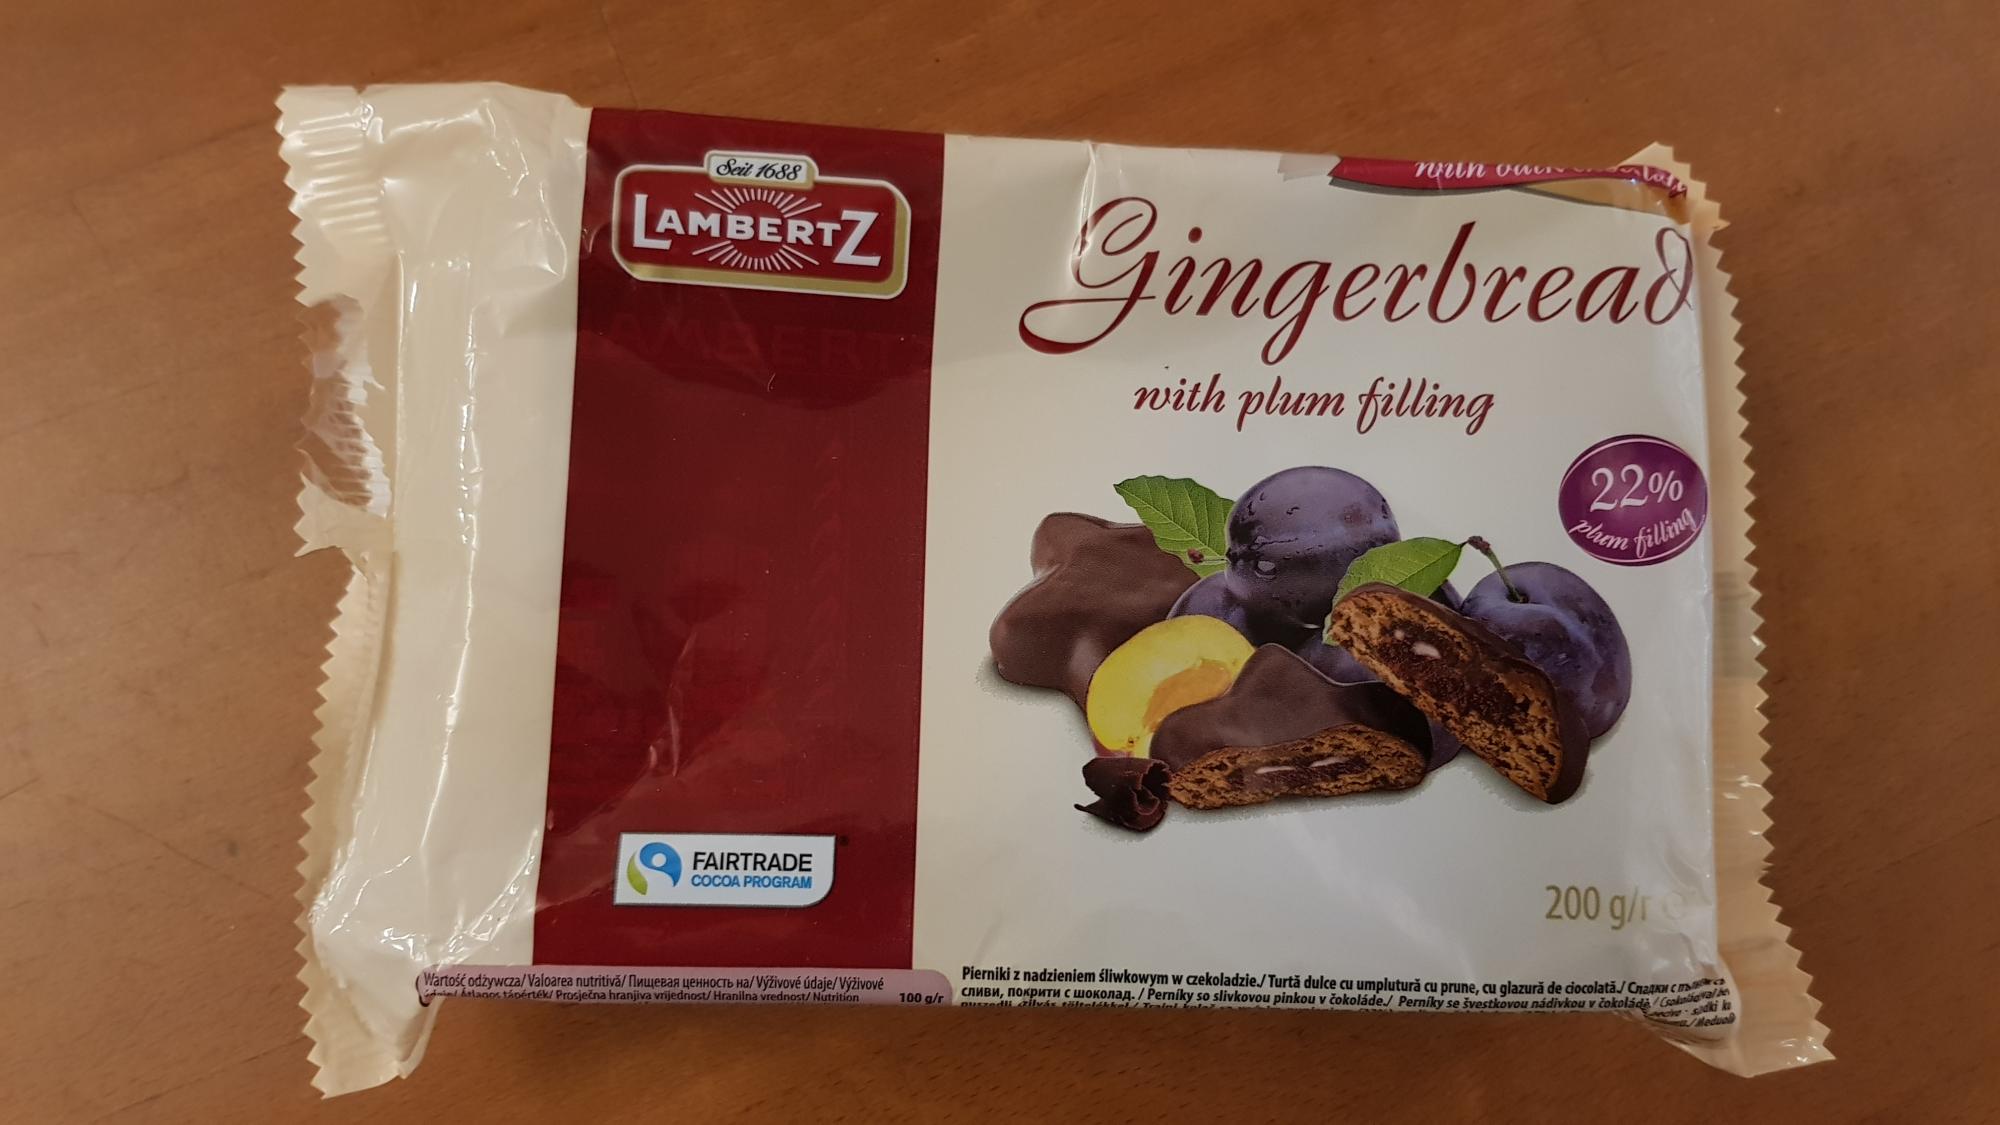 Seit 1688
LAMBERTZ
with
Gingerbread
with plum filling
22%
plum filling
FAIRTRADE
COCOA PROGRAM
200 g/г
Wartość odżywcza/ Valoarea nutritivă/ Пищевая ценность на/ Výživové údaje/ Výživové
tápérték/ Prosječna hranjiva vrijednost/ Hranilna vrednost/ Nutrition
100 g/г
Pierniki z nadzieniem śliwkowym w czekoladzie./ Turtă dulce cu umplutură cu prune, cu glazură de ciocolată./ Сладки с
сливи, покрити с шоколад. / Perníky so slivkovou pinkou v čokoláde./ Perníky se švestkovou nádivkou v čokoládě./